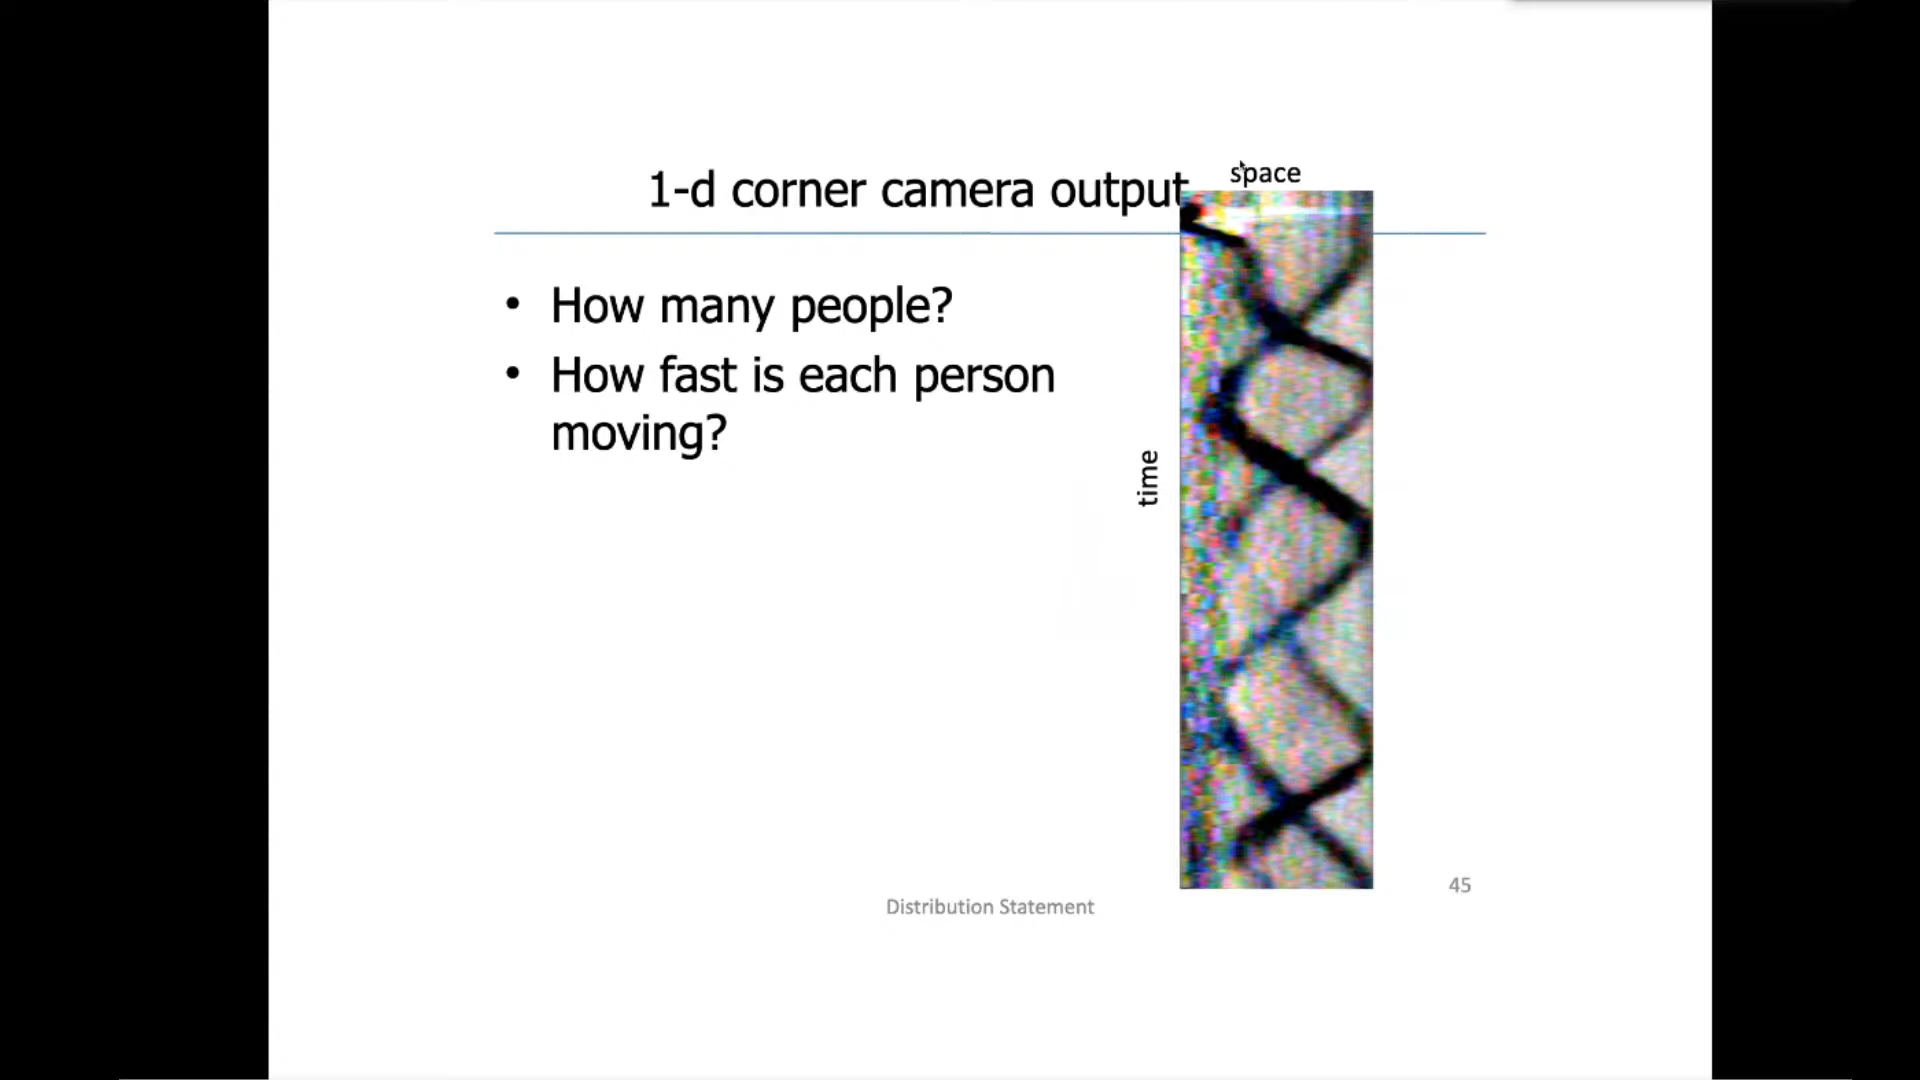 1-d corner camera output
space
• How many people?
• How fast is each person
moving?
time
45
Distribution Statement